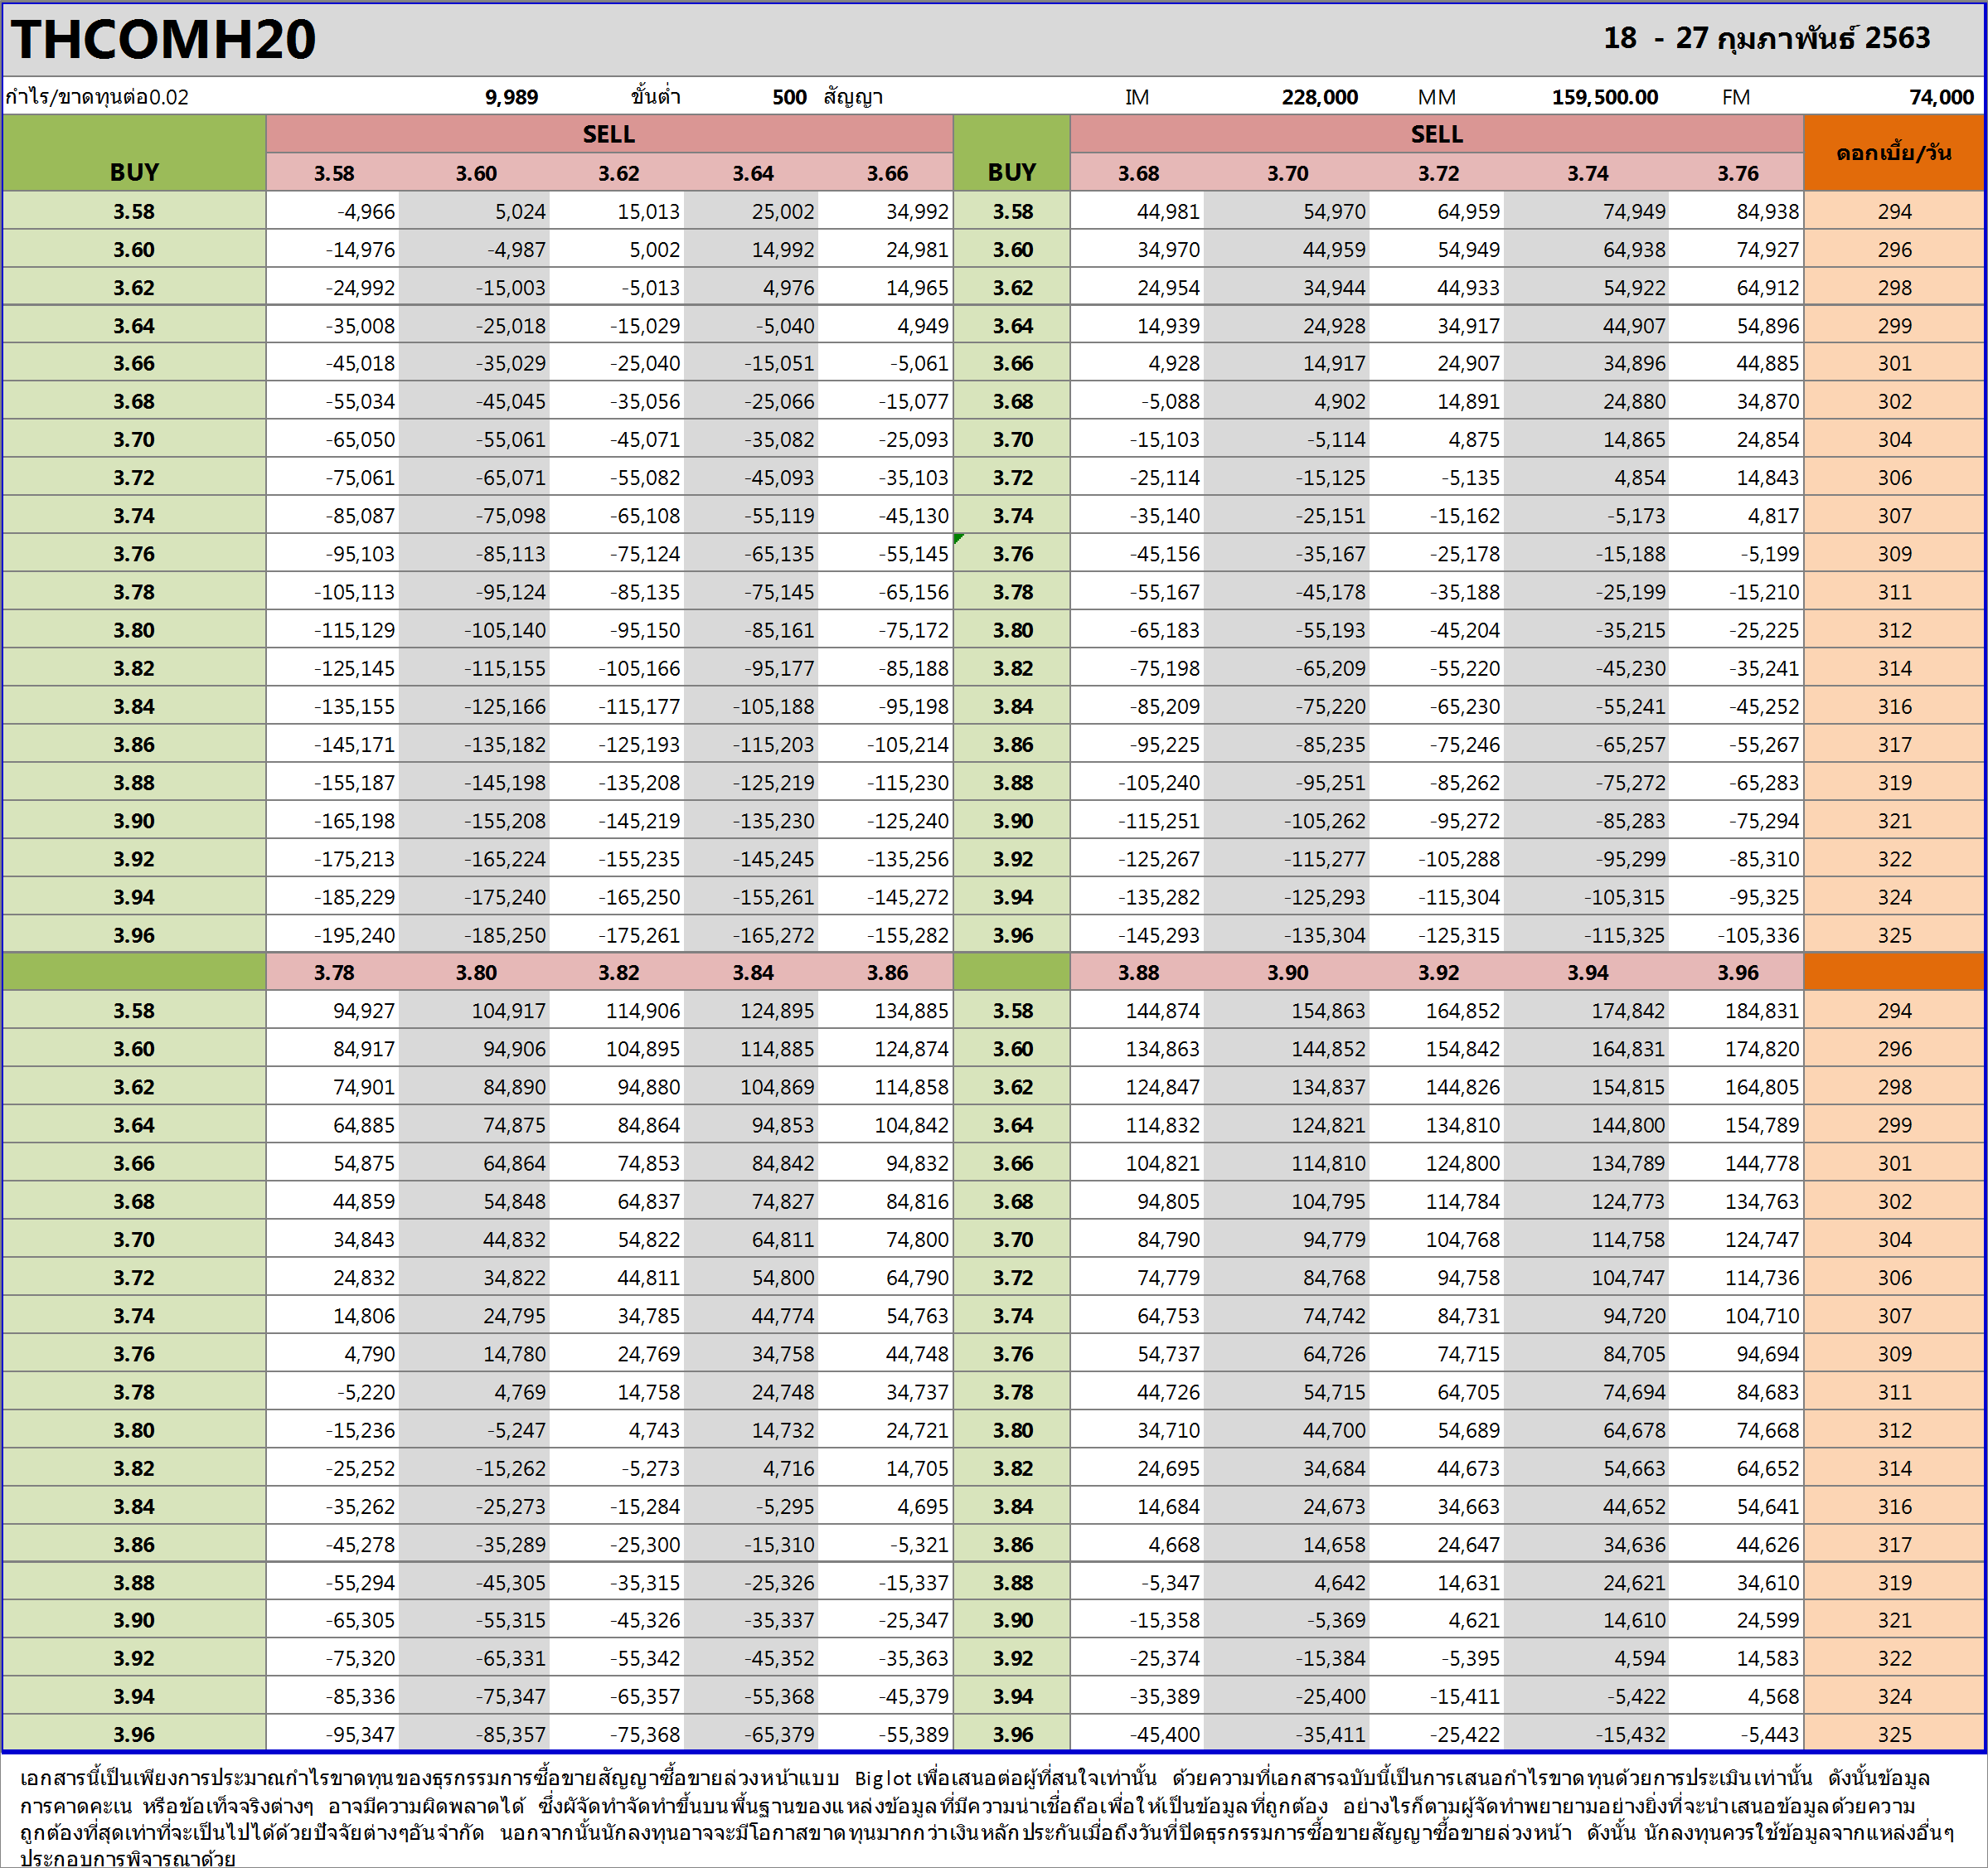 THCOMH20 18 - 27 กุมภาพันธ์ 2563
กำไร/ขาดทุนต่อ0.02 9,989 ขั้นต่ำ 500 สัญญา IM 228,000 MM 159,500.00 FM 74,000
SELL SELL
BUY 3.58 3.60 3.62 3.64 3.66 BUY 3.68 3.70 3.72 3.74 3.76 ดอกเบี้ย/วัน
3.58 -4,966 5,024 15,013 25,002 34,992 3.58 44,981 54,970 64,959 74,949 84,938 294
3.60 -14,976 -4,987 5,002 14,992 24,981 3.60 34,970 44,959 54,949 64,938 74,927 296
3.62 -24,992 -15,003 -5,013 4,976 14,965 3.62 24,954 34,944 44,933 54,922 64,912 298
3.64 -35,008 -25,018 -15,029 -5,040 4,949 3.64 14,939 24,928 34,917 44,907 54,896 299
3.66 -45,018 -35,029 -25,040 -15,051 -5,061 3.66 4,928 14,917 24,907 34,896 44,885 301
3.68 -55,034 -45,045 -35,056 -25,066 -15,077 3.68 -5,088 4,902 14,891 24,880 34,870 302
3.70 -65,050 -55,061 -45,071 -35,082 -25,093 3.70 -15,103 -5,114 4,875 14,865 24,854 304
3.72 -75,061 -65,071 -55,082 -45,093 -35,103 3.72 -25,114 -15,125 -5,135 4,854 14,843 306
3.74 -85,087 -75,098 -65,108 -55,119 -45,130 3.74 -35,140 -25,151 -15,162 -5,173 4,817 307
3.76 -95,103 -85,113 -75,124 -65,135 -55,145 3.76 -45,156 -35,167 -25,178 -15,188 -5,199 309
3.78 -105,113 -95,124 -85,135 -75,145 -65,156 3.78 -55,167 -45,178 -35,188 -25,199 -15,210 311
3.80 -115,129 -105,140 -95,150 -85,161 -75,172 3.80 -65,183 -55,193 -45,204 -35,215 -25,225 312
3.82 -125,145 -115,155 -105,166 -95,177 -85,188 3.82 -75,198 -65,209 -55,220 -45,230 -35,241 314
3.84 -135,155 -125,166 -115,177 -105,188 -95,198 3.84 -85,209 -75,220 -65,230 -55,241 -45,252 316
3.86 -145,171 -135,182 -125,193 -115,203 -105,214 3.86 -95,225 -85,235 -75,246 -65,257 -55,267 317
3.88 -155,187 -145,198 -135,208 -125,219 -115,230 3.88 -105,240 -95,251 -85,262 -75,272 -65,283 319
3.90 -165,198 -155,208 -145,219 -135,230 -125,240 3.90 -115,251 -105,262 -95,272 -85,283 -75,294 321
3.92 -175,213 -165,224 -155,235 -145,245 -135,256 3.92 -125,267 -115,277 -105,288 -95,299 -85,310 322
3.94 -185,229 -175,240 -165,250 -155,261 -145,272 3.94 -135,282 -125,293 -115,304 -105,315 -95,325 324
3.96 -195,240 -185,250 -175,261 -165,272 -155,282 3.96 -145,293 -135,304 -125,315 -115,325 -105,336 325
3.78 3.80 3.82 3.84 3.86 3.88 3.90 3.92 3.94 3.96
3.58 94,927 104,917 114,906 124,895 134,885 3.58 144,874 154,863 164,852 174,842 184,831 294
3.60 84,917 94,906 104,895 114,885 124,874 3.60 134,863 144,852 154,842 164,831 174,820 296
3.62 74,901 84,890 94,880 104,869 114,858 3.62 124,847 134,837 144,826 154,815 164,805 298
3.64 64,885 74,875 84,864 94,853 104,842 3.64 114,832 124,821 134,810 144,800 154,789 299
3.66 54,875 64,864 74,853 84,842 94,832 3.66 104,821 114,810 124,800 134,789 144,778 301
3.68 44,859 54,848 64,837 74,827 84,816 3.68 94,805 104,795 114,784 124,773 134,763 302
3.70 34,843 44,832 54,822 64,811 74,800 3.70 84,790 94,779 104,768 114,758 124,747 304
3.72 24,832 34,822 44,811 54,800 64,790 3.72 74,779 84,768 94,758 104,747 114,736 306
3.74 14,806 24,795 34,785 44,774 54,763 3.74 64,753 74,742 84,731 94,720 104,710 307
3.76 4,790 14,780 24,769 34,758 44,748 3.76 54,737 64,726 74,715 84,705 94,694 309
3.78 -5,220 4,769 14,758 24,748 34,737 3.78 44,726 54,715 64,705 74,694 84,683 311
3.80 -15,236 -5,247 4,743 14,732 24,721 3.80 34,710 44,700 54,689 64,678 74,668 312
3.82 -25,252 -15,262 -5,273 4,716 14,705 3.82 24,695 34,684 44,673 54,663 64,652 314
3.84 -35,262 -25,273 -15,284 -5,295 4,695 3.84 14,684 24,673 34,663 44,652 54,641 316
3.86 -45,278 -35,289 -25,300 -15,310 -5,321 3.86 4,668 14,658 24,647 34,636 44,626 317
3.88 -55,294 -45,305 -35,315 -25,326 -15,337 3.88 -5,347 4,642 14,631 24,621 34,610 319
3.90 -65,305 -55,315 -45,326 -35,337 -25,347 3.90 -15,358 -5,369 4,621 14,610 24,599 321
3.92 -75,320 -65,331 -55,342 -45,352 -35,363 3.92 -25,374 -15,384 -5,395 4,594 14,583 322
3.94 -85,336 -75,347 -65,357 -55,368 -45,379 3.94 -35,389 -25,400 -15,411 -5,422 4,568 324
3.96 -95,347 -85,357 -75,368 -65,379 -55,389 3.96 -45,400 -35,411 -25,422 -15,432 -5,443 325
เอกสารนี้เป็นเพียงการประมาณกำไรขาดทุนของธุรกรรมการซื้อขายสัญญาซื้อขายล่วงหน้าแบบ Big lot เพื่อเสนอต่อผู้ที่สนใจเท่านั้น ด้วยความที่เอกสารฉบับนี้เป็นการเสนอกำไรขาดทุนด้วยการประเมินเท่านั้น ดังนั้นข้อมูล
การคาดคะเน หรือข้อเท็จจริงต่างๆ อาจมีความผิดพลาดได้ ซึ่งผัจัดทำจัดทำขึ้นบนพื้นฐานของแหล่งข้อมูลที่มีความน่าเชื่อถือเพื่อให้เป็นข้อมูลที่ถูกต้อง อย่างไรก็ตามผู้จัดทำพยายามอย่างยิ่งที่จะนำเสนอข้อมูลด้วยความ
ถูกต้องที่สุดเท่าที่จะเป็นไปได้ด้วยปัจจัยต่างๆอันจำกัด นอกจากนั้นนักลงทุนอาจจะมีโอกาสขาดทุนมากกว่าเงินหลักประกันเมื่อถึงวันที่ปิดธุรกรรมการซื้อขายสัญญาซื้อขายล่วงหน้า ดังนั้น นักลงทุนควรใช้ข้อมูลจากแหล่งอื่นๆ
ประกอบการพิจารณาด้วย